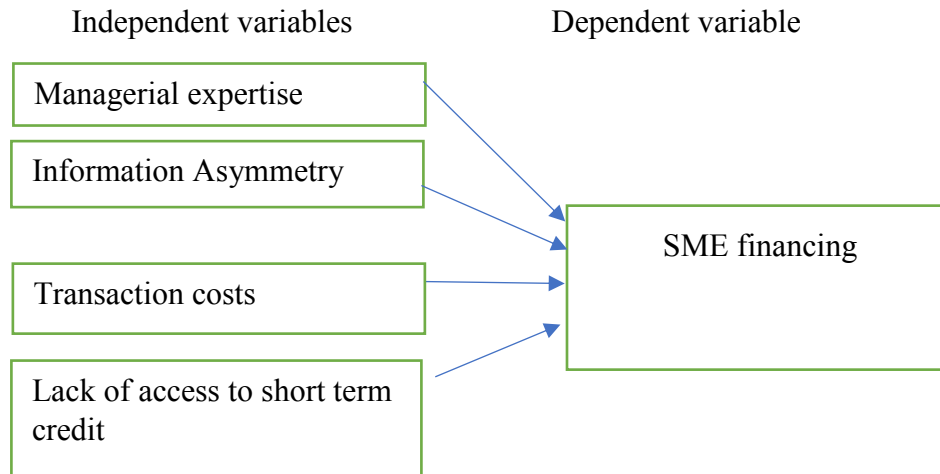 Independent variables
Dependent variable
Managerial expertise
Information Asymmetry
Transaction costs
Lack of access to short term
credit
SME financing